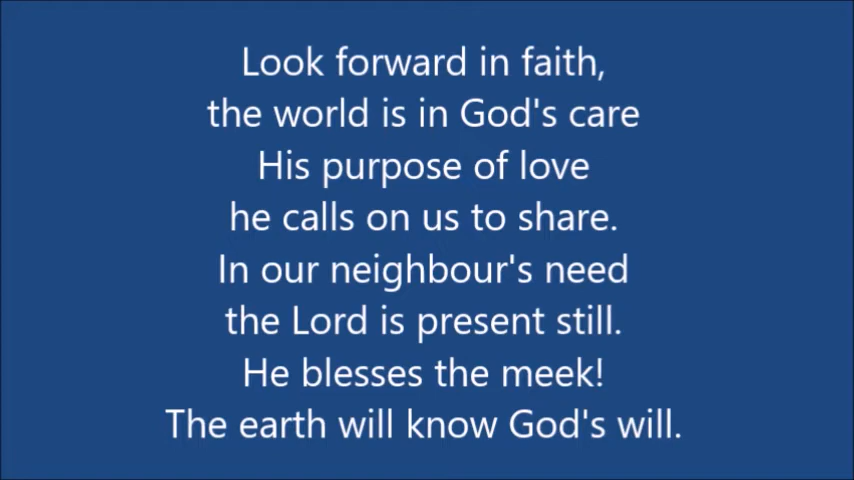 Look forward in faith,
the world is in God's care
His purpose of love
he calls on us to share.
In our neighbour's need
the Lord is present still.
He blesses the meek!
The earth will know God's will.